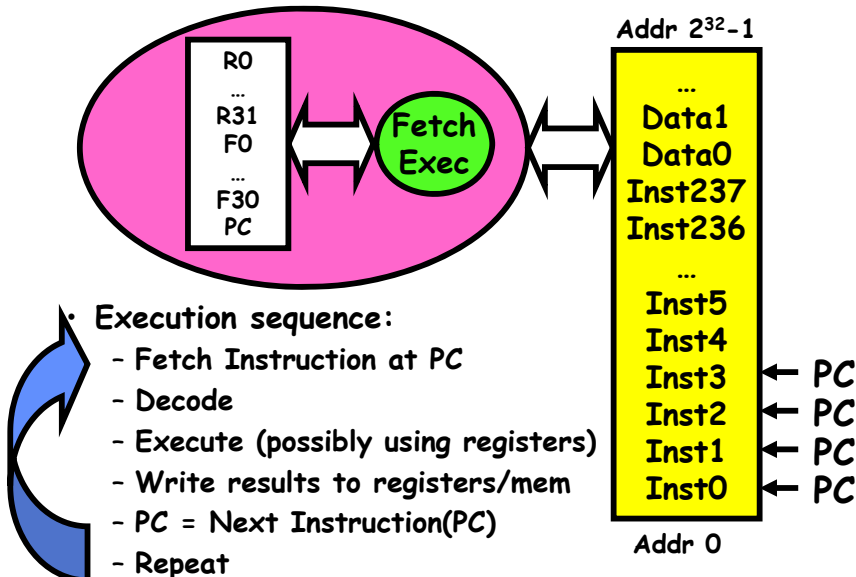 R0
…
R31
F0
…
F30
PC
Fetch
Exec
Addr 2³²-1
…
Data1
Data0
Inst237
Inst236
…
Inst5
Inst4
Inst3
Inst2
Inst1
Inst0
PC
PC
PC
PC
Addr 0
• Execution sequence:
– Fetch Instruction at PC
– Decode
– Execute (possibly using registers)
– Write results to registers/mem
– PC = Next Instruction(PC)
– Repeat